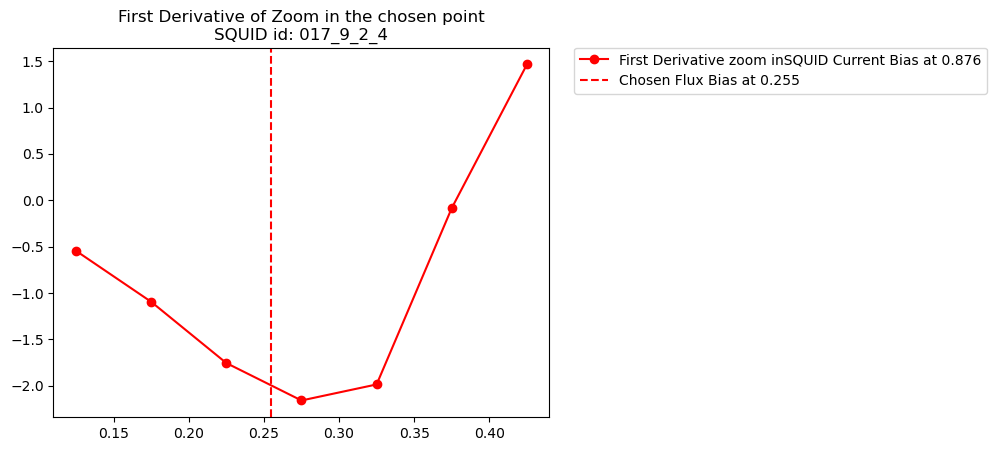 First Derivative of Zoom in the chosen point
SQUID id: 017_9_2_4
First Derivative zoom inSQUID Current Bias at 0.876
Chosen Flux Bias at 0.255
1.5
1.0
0.5
0.0
−0.5
−1.0
−1.5
−2.0
0.15 0.20 0.25 0.30 0.35 0.40